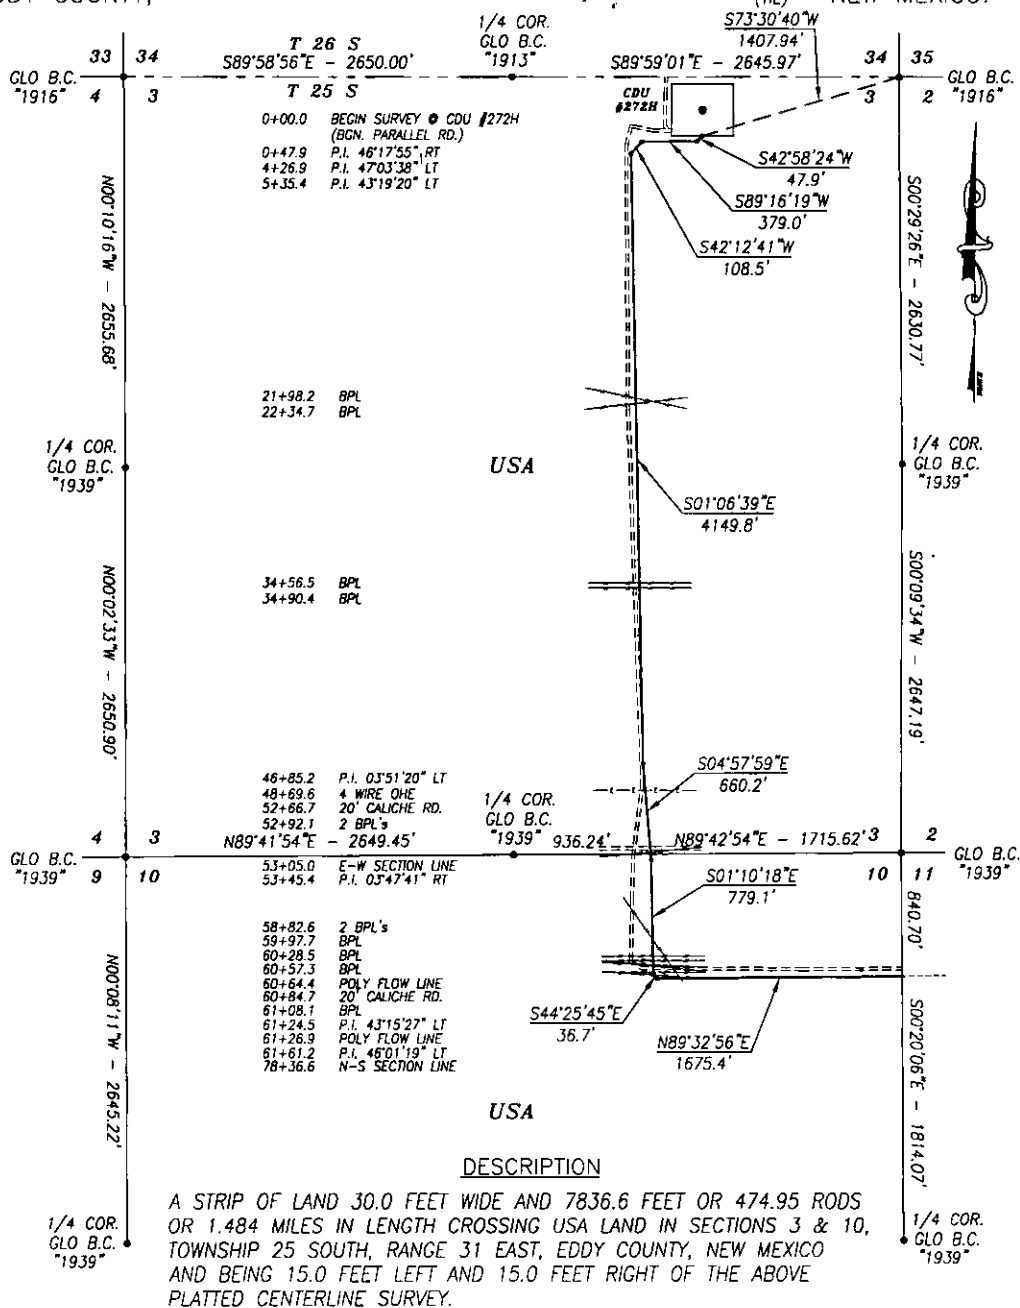 (HL) NEW MEXICO.
S73°30'40"W
1407.94'
1/4 COR.
GLO B.C.
"1913"
T 26 S
33 34
S89°58'56"E - 2650.00'
S89°59'01"E - 2645.97'
34 35
GLO B.C.
"1916"
GLO B.C.
"1916"
4 3
T 25 S
3 2
CDU
#272H
0+00.0 BEGIN SURVEY @ CDU #272H
(BGN. PARALLEL RD.)
0+47.9 P.I. 46°17'55" RT
4+26.9 P.I. 47°03'38" LT
5+35.4 P.I. 43°19'20" LT
S42°58'24"W
47.9'
S89°16'19"W
379.0'
S42°12'41"W
108.5'
N00°10'16"W - 2655.68'
S00°29'26"E - 2630.77'
21+98.2 BPL
22+34.7 BPL
1/4 COR.
GLO B.C.
"1939"
USA
1/4 COR.
GLO B.C.
"1939"
S01°06'39"E
4149.8'
34+56.5 BPL
34+90.4 BPL
N00°02'33"W - 2650.90'
S00°09'34"W - 2647.19'
46+85.2 P.I. 03°51'20" LT
48+69.6 4 WIRE OHE
52+66.7 20' CALICHE RD.
52+92.1 2 BPL's
S04°57'59"E
660.2'
1/4 COR.
GLO B.C.
"1939"
4 3
N89°41'54"E - 2649.45'
936.24'
N89°42'54"E - 1715.62'
3 2
GLO B.C.
"1939"
GLO B.C.
"1939"
9 10
10 11
53+05.0 E-W SECTION LINE
53+45.4 P.I. 03°47'41" RT
S01°10'18"E
779.1'
840.70'
58+82.6 2 BPL's
59+97.7 BPL
60+28.5 BPL
60+57.3 BPL
60+64.4 POLY FLOW LINE
60+84.7 20' CALICHE RD.
61+08.1 BPL
61+24.5 P.I. 43°15'27" LT
61+26.9 POLY FLOW LINE
61+61.2 P.I. 46°01'19" LT
78+36.6 N-S SECTION LINE
S44°25'45"E
36.7'
N89°32'56"E
1675.4'
N00°08'11"W - 2645.22'
S00°20'06"E - 1814.07'
USA
DESCRIPTION
A STRIP OF LAND 30.0 FEET WIDE AND 7836.6 FEET OR 474.95 RODS
OR 1.484 MILES IN LENGTH CROSSING USA LAND IN SECTIONS 3 & 10,
TOWNSHIP 25 SOUTH, RANGE 31 EAST, EDDY COUNTY, NEW MEXICO
AND BEING 15.0 FEET LEFT AND 15.0 FEET RIGHT OF THE ABOVE
PLATTED CENTERLINE SURVEY.
1/4 COR.
GLO B.C.
"1939"
1/4 COR.
GLO B.C.
"1939"